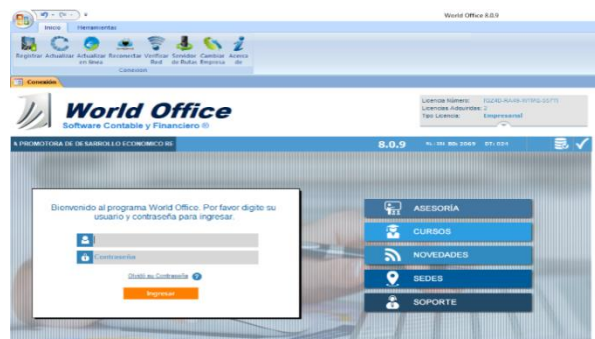 World Office 8.0.9
Inicio Herramientas
Registrar Actualizar Actualizar en línea Reconectar Verificar Red Servidor de Rutas Cambiar Empresa Acerca de
Conexion
Conexión
World Office
Software Contable y Financiero ®
Licencia Número:
Licencias Adquiridas: 2
Tipo Licencia: Empresarial
PROMOTORA DE DESARROLLO ECONOMICO RE
8.0.9
Bienvenido al programa World Office. Por favor digite su
usuario y contraseña para ingresar.
Contraseña
Olvidó su Contraseña
Ingresar
ASESORÍA
CURSOS
NOVEDADES
SEDES
SOPORTE